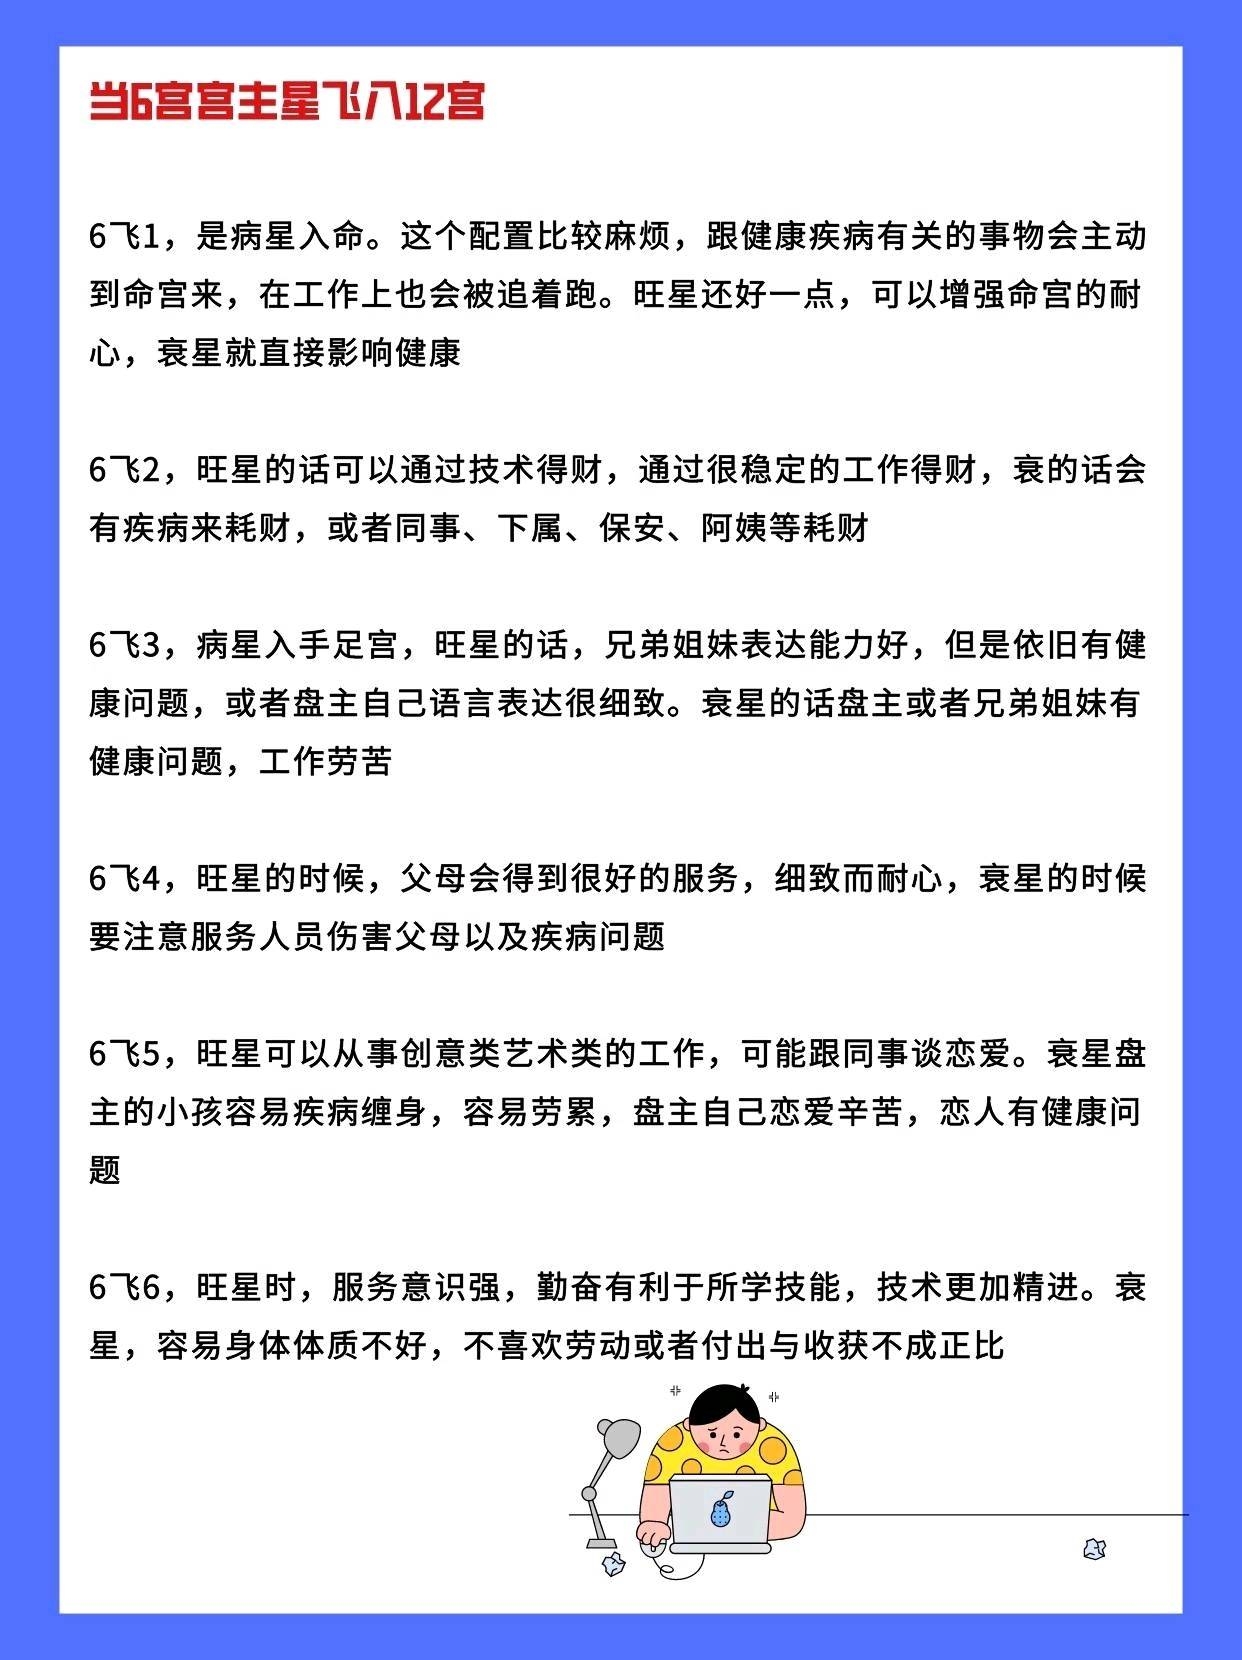 当6宫宫主星飞入12宫
6飞1，是病星入命。这个配置比较麻烦，跟健康疾病有关的事物会主动
到命宫来，在工作上也会被追着跑。旺星还好一点，可以增强命宫的耐
心，衰星就直接影响健康
6飞2，旺星的话可以通过技术得财，通过很稳定的工作得财，衰的话会
有疾病来耗财，或者同事、下属、保安、阿姨等耗财
6飞3，病星入手足宫，旺星的话，兄弟姐妹表达能力好，但是依旧有健
康问题，或者盘主自己语言表达很细致。衰星的话盘主或者兄弟姐妹有
健康问题，工作劳苦
6飞4，旺星的时候，父母会得到很好的服务，细致而耐心，衰星的时候
要注意服务人员伤害父母以及疾病问题
6飞5，旺星可以从事创意类艺术类的工作，可能跟同事谈恋爱。衰星盘
主的小孩容易疾病缠身，容易劳累，盘主自己恋爱辛苦，恋人有健康问
题
6飞6，旺星时，服务意识强，勤奋有利于所学技能，技术更加精进。衰
星，容易身体体质不好，不喜欢劳动或者付出与收获不成正比